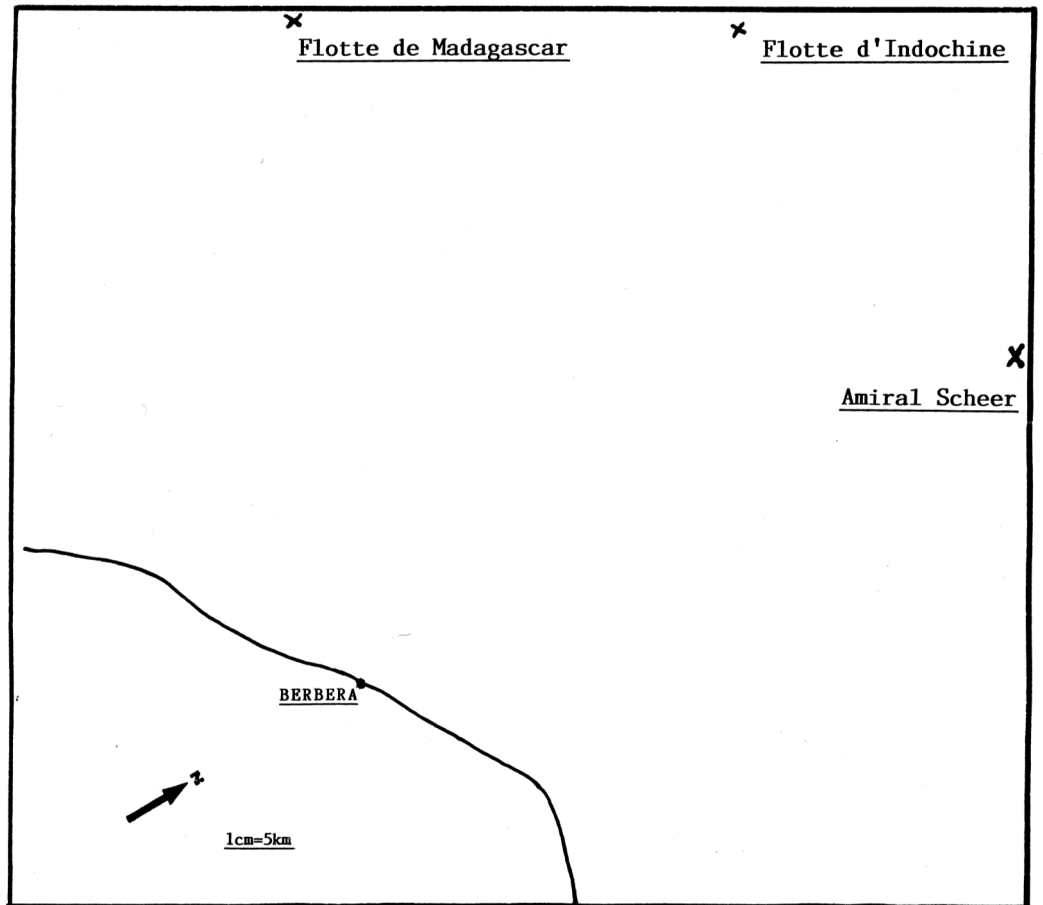 Flotte de Madagascar
Flotte d'Indochine
Amiral Scheer
BERBERA
N
1cm=5km